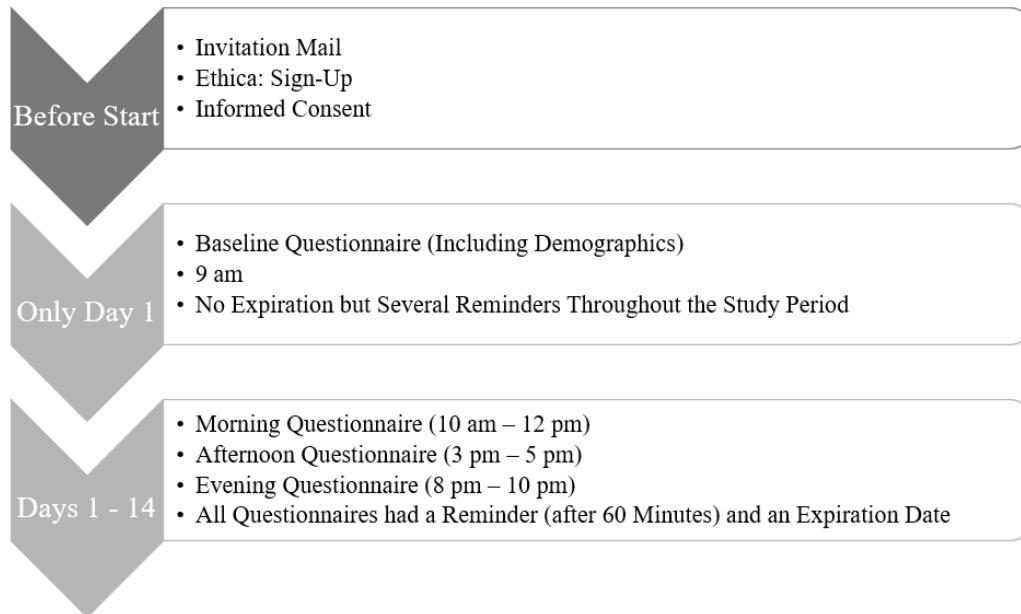 Before Start
• Invitation Mail
• Ethica: Sign-Up
• Informed Consent
Only Day 1
• Baseline Questionnaire (Including Demographics)
• 9 am
• No Expiration but Several Reminders Throughout the Study Period
Days 1 - 14
• Morning Questionnaire (10 am – 12 pm)
• Afternoon Questionnaire (3 pm – 5 pm)
• Evening Questionnaire (8 pm – 10 pm)
• All Questionnaires had a Reminder (after 60 Minutes) and an Expiration Date